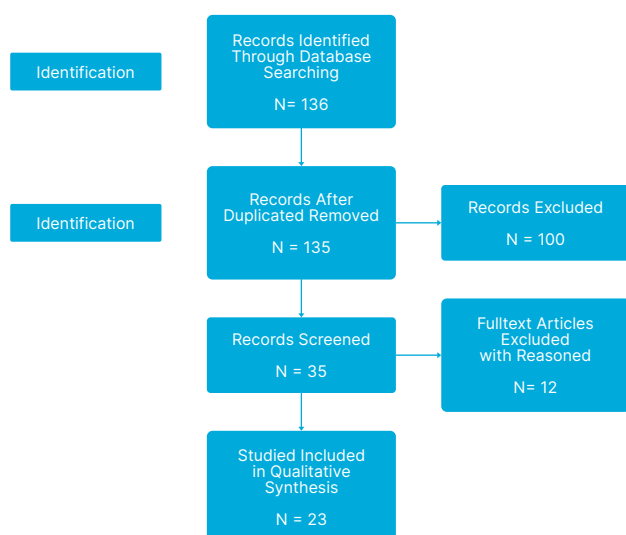 Identification
Records Identified
Through Database
Searching
N= 136
Identification
Records After
Duplicated Removed
N = 135
Records Excluded
N = 100
Records Screened
N = 35
Fulltext Articles
Excluded
with Reasoned
N= 12
Studied Included
in Qualitative
Synthesis
N = 23